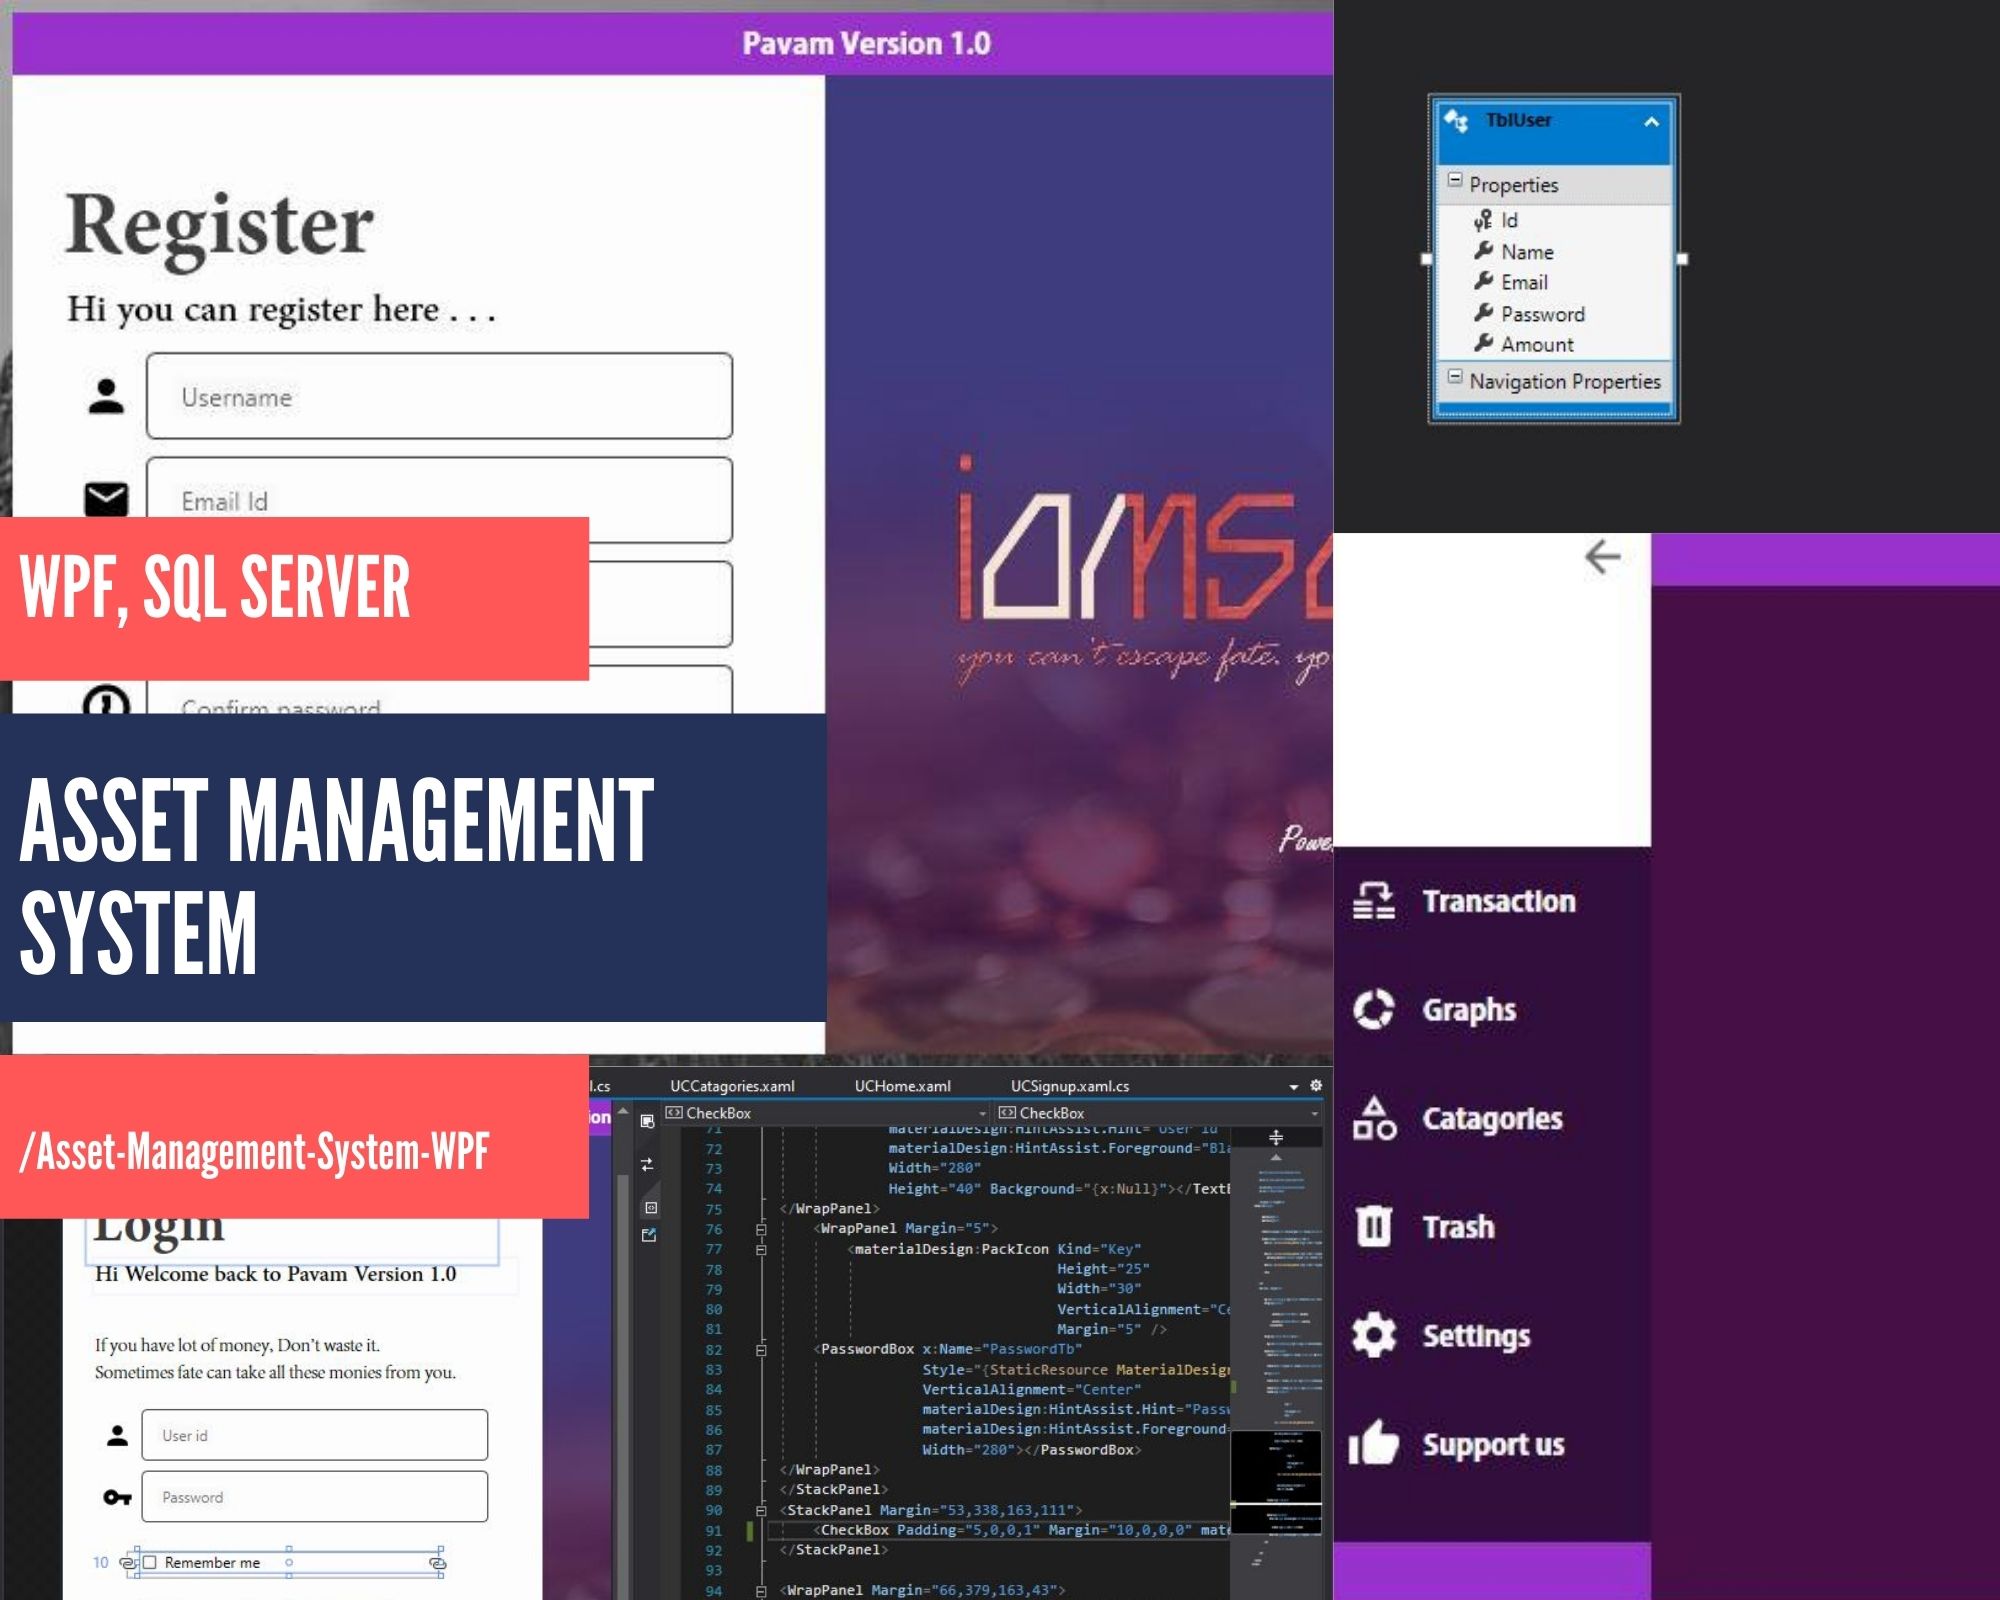 Pavam Version 1.0
Register
Hi you can register here . . .
Username
Email Id
Confirm password
WPF, SQL SERVER
ASSET MANAGEMENT
SYSTEM
/Asset-Management-System-WPF
you can't escape fate.
TblUser
Properties
Id
Name
Email
Password
Amount
Navigation Properties
Transaction
Graphs
Catagories
Trash
Settings
Support us
Login
Hi Welcome back to Pavam Version 1.0
If you have lot of money, Don't waste it.
Sometimes fate can take all these monies from you.
User id
Password
10
Remember me
UCCatagories.xaml UCHome.xaml UCSignup.xaml.cs
CheckBox CheckBox
71 materialDesign:HintAssist.Hint="User id"
72 materialDesign:HintAssist.Foreground="Bla
73 Width="280"
74 Height="40" Background="{x:Null}"></TextB
75 </WrapPanel>
76 <WrapPanel Margin="5">
77 <materialDesign:PackIcon Kind="Key"
78 Height="25"
79 Width="30"
80 VerticalAlignment="Ce
81 Margin="5" />
82 <PasswordBox x:Name="PasswordTb"
83 Style="{StaticResource MaterialDesign
84 VerticalAlignment="Center"
85 materialDesign:HintAssist.Hint="Passw
86 materialDesign:HintAssist.Foreground=
87 Width="280"></PasswordBox>
88 </WrapPanel>
89 </StackPanel>
90 <StackPanel Margin="53,338,163,111">
91 <CheckBox Padding="5,0,0,1" Margin="10,0,0,0" mate
92 </StackPanel>
93
94 <WrapPanel Margin="66,379,163,43">